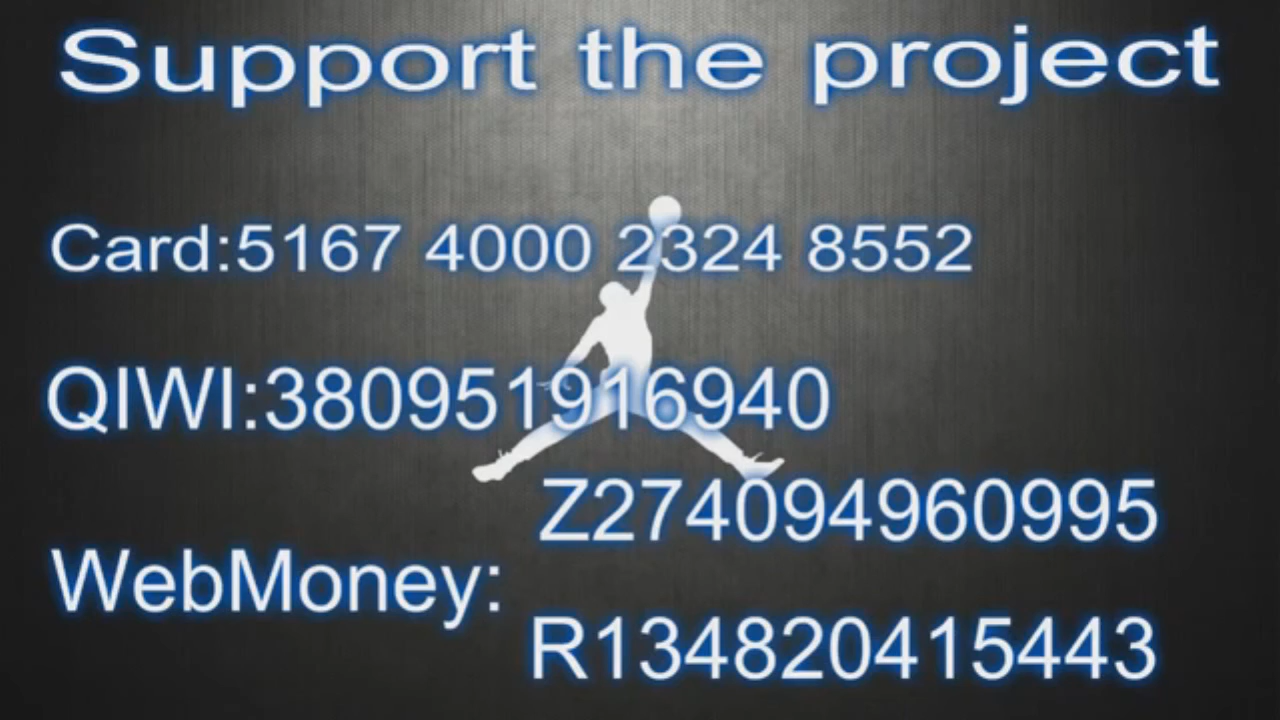 Support the project
Card:5167 4000 2324 8552
QIWI:380951916940
WebMoney:
Z274094960995
R134820415443